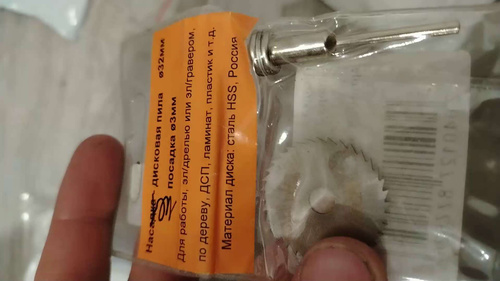 Насадка дисковая пила ø32мм
посадка ø3мм
Для работы, эл/дрелью или эл/гравером,
по дереву, ДСП, ламинат, пластик и т.д.
Материал диска: сталь HSS, Россия